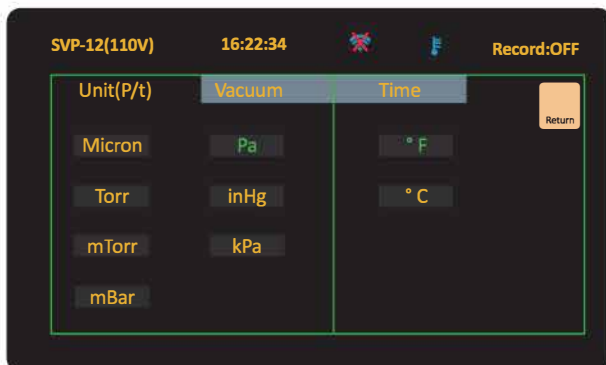 SVP-12(110V) 16:22:34 Record:OFF
Unit(P/t) Vacuum Time
Return
Micron Pa ° F
Torr inHg ° C
mTorr kPa
mBar